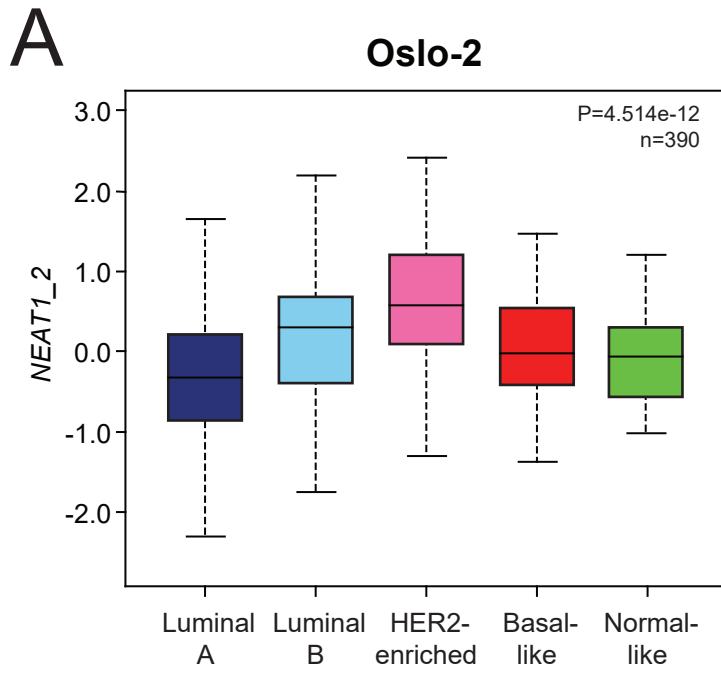 A
Oslo-2
P=4.514e-12
n=390
3.0
2.0
1.0
0.0
-1.0
-2.0
NEAT1_2
Luminal A
Luminal B
HER2-enriched
Basal-like
Normal-like